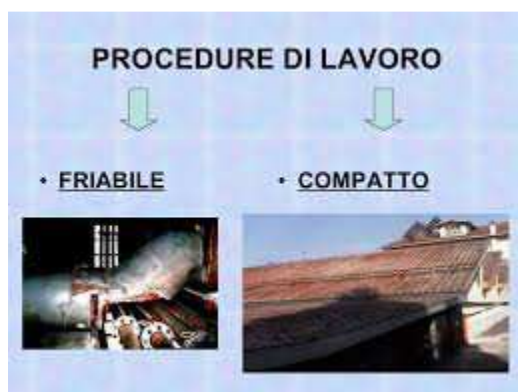 PROCEDURE DI LAVORO
• FRIABILE
• COMPATTO